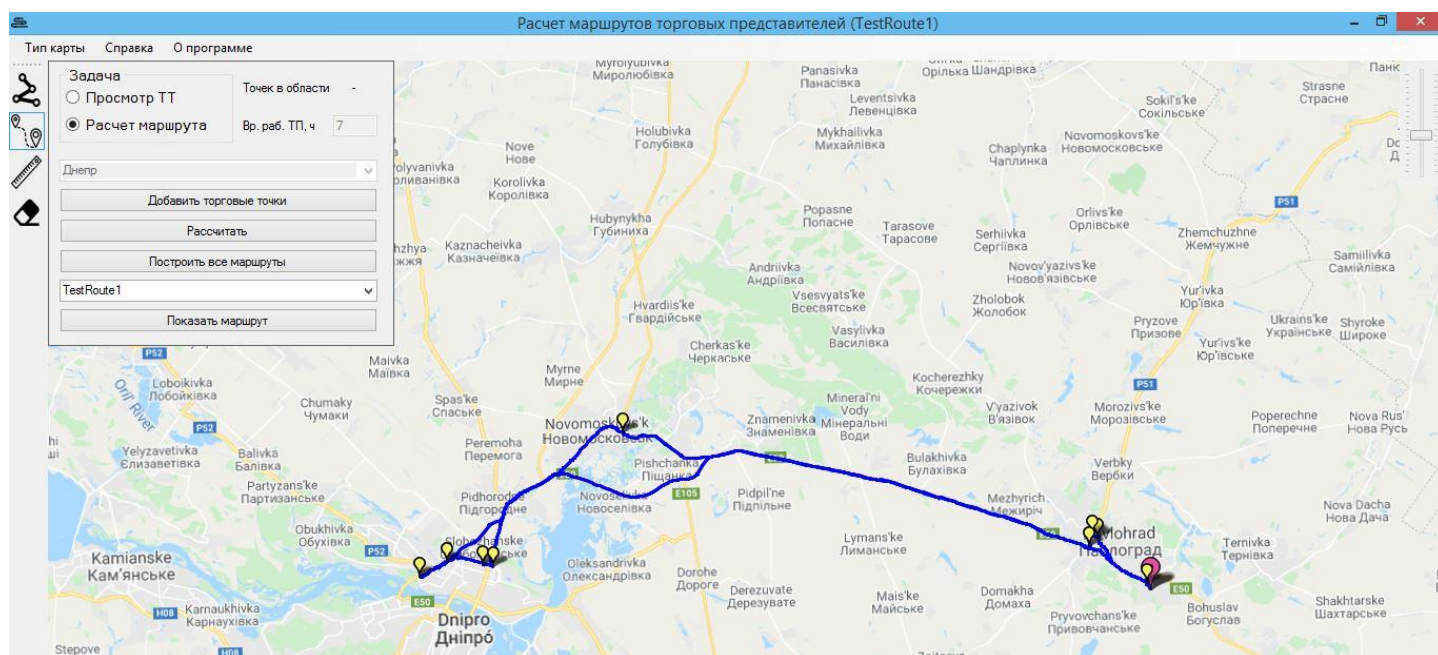 Расчет маршрутов торговых представителей (TestRoute1)
Тип карты Справка О программе
Задача
Просмотр ТТ
Расчет маршрута
Точек в области -
Вр. раб. ТП, ч 7
Днепр
Добавить торговые точки
Рассчитать
Построить все маршруты
TestRoute1
Показать маршрут
Myrolyubivka
Миролюбівка
Panasivka
Панасівка
Орілька Шандрівка
Leventsivka
Левенцівка
Sokil's'ke
Сокільське
Strasne
Страсне
Панк
Holubivka
Голубівка
Mykhailivka
Михайлівка
Novomoskovs'ke
Новомосковське
Chaplynka
Чаплинка
Nove
Нове
Korolivka
Королівка
P51
Hubynykha
Губиниха
Popasne
Попасне
Tarasove
Тарасове
Orlivs'ke
Орлівське
Serhiivka
Сергіївка
Zhemchuzhne
Жемчужне
Kaznacheivka
Казначеївка
Andriivka
Андріївка
Novov'yazivs'ke
Новов'язівське
Samiilivka
Самійлівка
Hvardiis'ke
Гвардійське
Vsesvyats'ke
Всесвятське
Zholobok
Жолобок
Yur'ivka
Юр'ївка
Vasylivka
Василівка
Pryzove
Призове
Ukrains'ke
Українське
Shyroke
Широке
Yur'ivs'ke
Юр'ївське
Cherkas'ke
Черкаське
P52
Maivka
Маївка
Myrne
Мирне
Kocherezhky
Кочережки
P51
Loboikivka
Лобойківка
Oril' River
Chumaky
Чумаки
Spas'ke
Спаське
Mineral'ni
Vody
Мінеральні
Води
V'yazivok
В'язівок
Morozivs'ke
Морозівське
Poperechne
Поперечне
Nova Rus'
Нова Русь
P52
Znamenivka
Знаменівка
Peremoha
Перемога
Yelyzavetivka
Єлизаветівка
Balivka
Балівка
Pishchanka
Піщанка
Bulakhivka
Булахівка
Verbky
Вербки
Partyzans'ke
Партизанське
Підгородне
Novoselivka
Новоселівка
E105
Pidpil'ne
Підпільне
Mezhyrich
Межиріч
Nova Dacha
Нова Дача
Obukhivka
Обухівка
P52
Lymans'ke
Лиманське
Ternivka
Тернівка
Kamianske
Кам'янське
Oleksandrivka
Олександрівка
Dorohe
Дороге
Derezuvate
Дерезувате
Mais'ke
Майське
Domakha
Домаха
E50
E50
H08
Karnaukhivka
Карнаухівка
Dnipro
Дніпро́
Pryvovchans'ke
Привовчанське
Bohuslav
Богуслав
Shakhtarske
Шахтарське
Stepove
H08